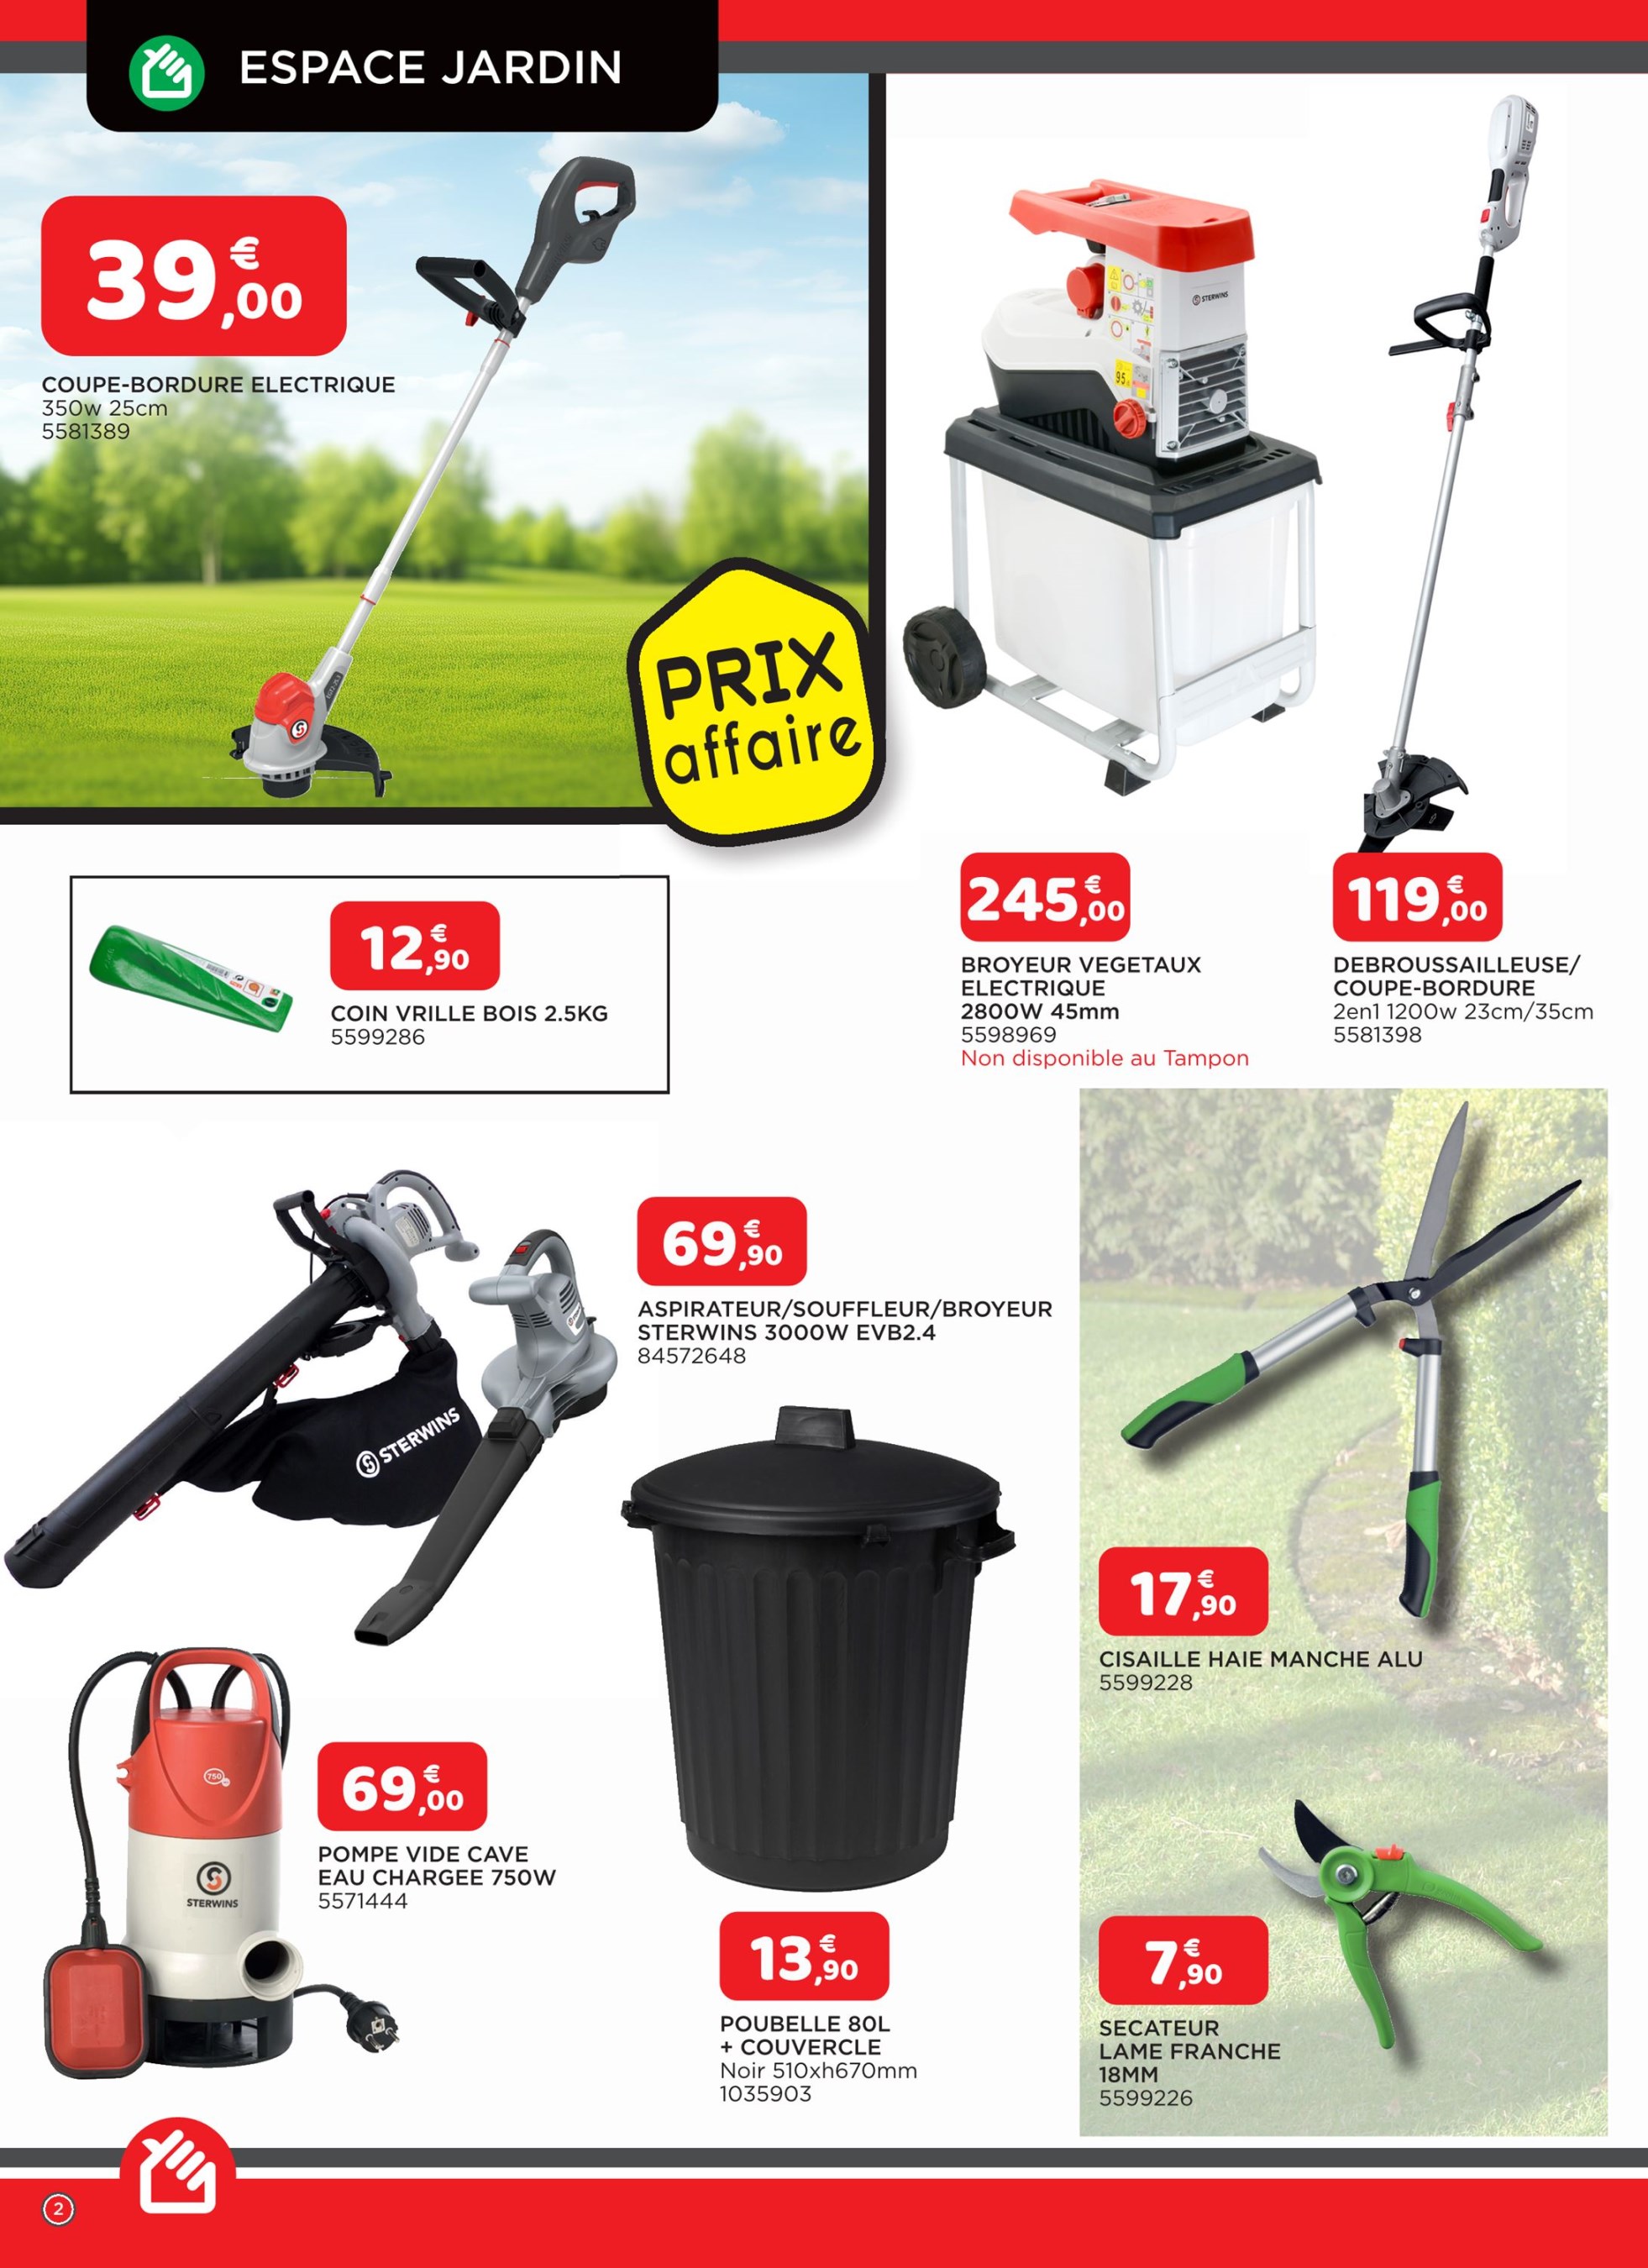 ESPACE JARDIN
39,00 €
COUPE-BORDURE ELECTRIQUE
350w 25cm
5581389
PRIX
affaire
STERWINS
95
245,00 €
BROYEUR VEGETAUX
ELECTRIQUE
2800W 45mm
5598969
Non disponible au Tampon
119,00 €
DEBROUSSAILLEUSE/
COUPE-BORDURE
2en1 1200w 23cm/35cm
5581398
12,90 €
COIN VRILLE BOIS 2.5KG
5599286
69,90 €
ASPIRATEUR/SOUFFLEUR/BROYEUR
STERWINS 3000W EVB2.4
84572648
STERWINS
17,90 €
CISAILLE HAIE MANCHE ALU
5599228
750
STERWINS
69,00 €
POMPE VIDE CAVE
EAU CHARGEE 750W
5571444
13,90 €
POUBELLE 80L
+ COUVERCLE
Noir 510xh670mm
1035903
7,90 €
SECATEUR
LAME FRANCHE
18MM
5599226
2